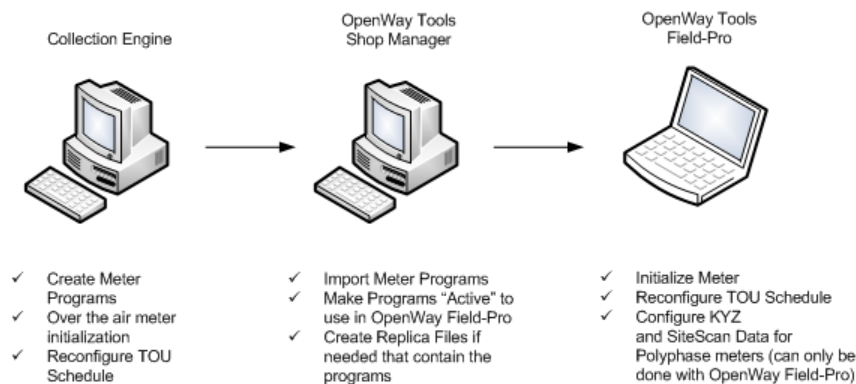 Collection Engine
OpenWay Tools
Shop Manager
OpenWay Tools
Field-Pro
✓ Create Meter
Programs
✓ Over the air meter
initialization
✓ Reconfigure TOU
Schedule
✓ Import Meter Programs
✓ Make Programs “Active” to
use in OpenWay Field-Pro
✓ Create Replica Files if
needed that contain the
programs
✓ Initialize Meter
✓ Reconfigure TOU Schedule
✓ Configure KYZ
and SiteScan Data for
Polyphase meters (can only be
done with OpenWay Field-Pro)